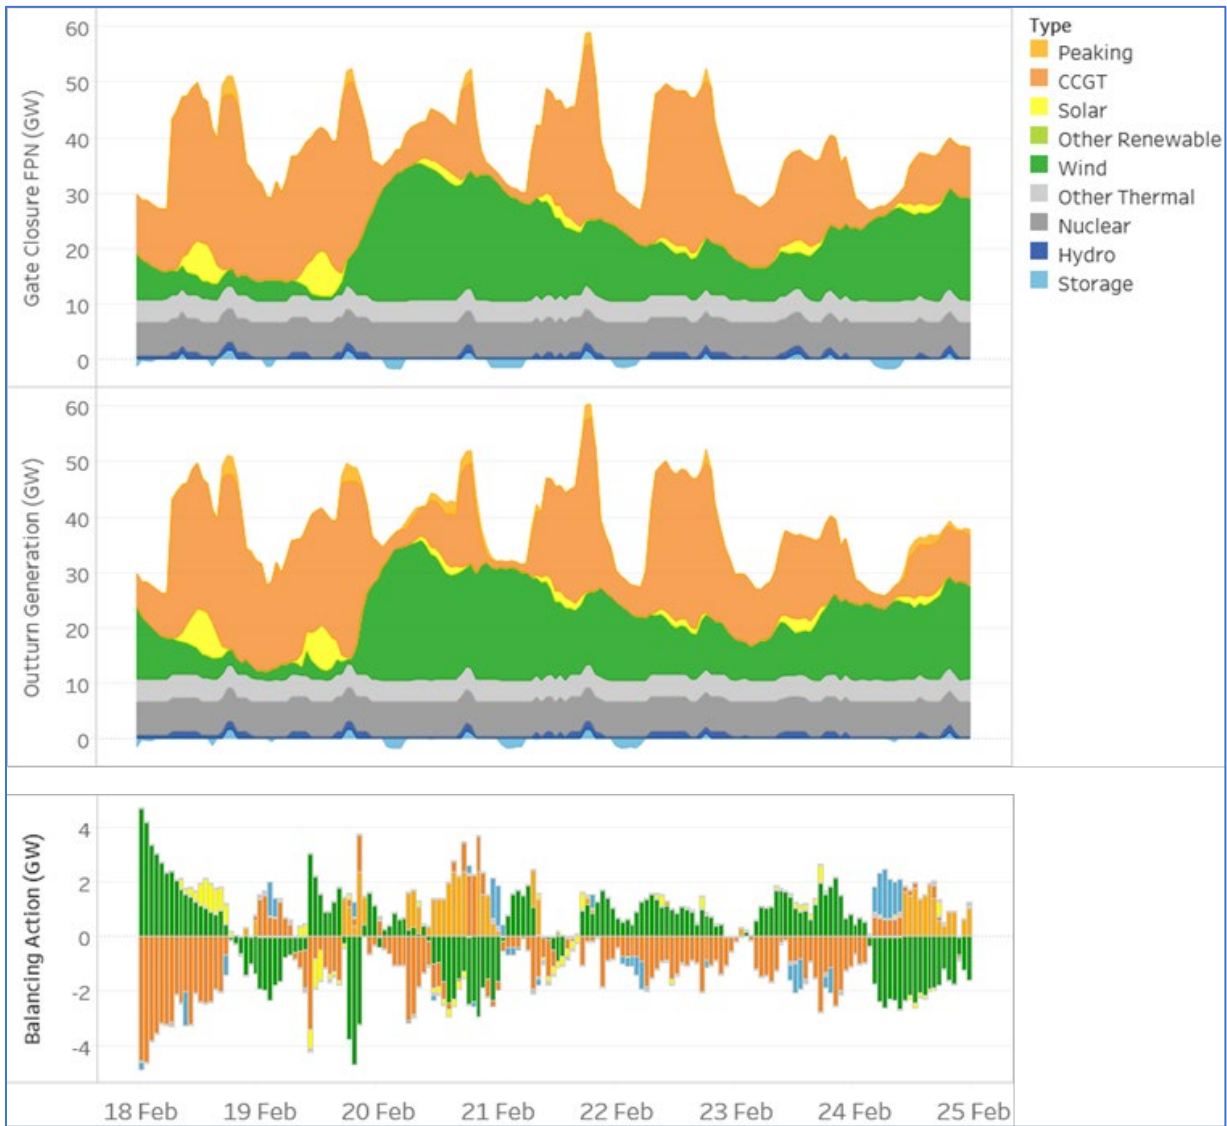 60
50
40
30
20
10
0
Gate Closure FPN (GW)
Type
Peaking
CCGT
Solar
Other Renewable
Wind
Other Thermal
Nuclear
Hydro
Storage
60
50
40
30
20
10
0
Outturn Generation (GW)
4
2
0
-2
-4
Balancing Action (GW)
18 Feb 19 Feb 20 Feb 21 Feb 22 Feb 23 Feb 24 Feb 25 Feb